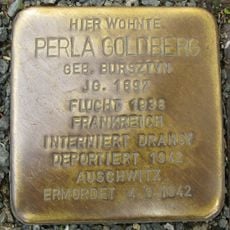 HIER WOHNTE
PERLA GOLDBERG
GEB. BURSZTYN
JG. 1897
FLUCHT 1938
FRANKREICH
INTERNIERT DRANCY
DEPORTIERT 1942
AUSCHWITZ
ERMORDET 4.9.1942